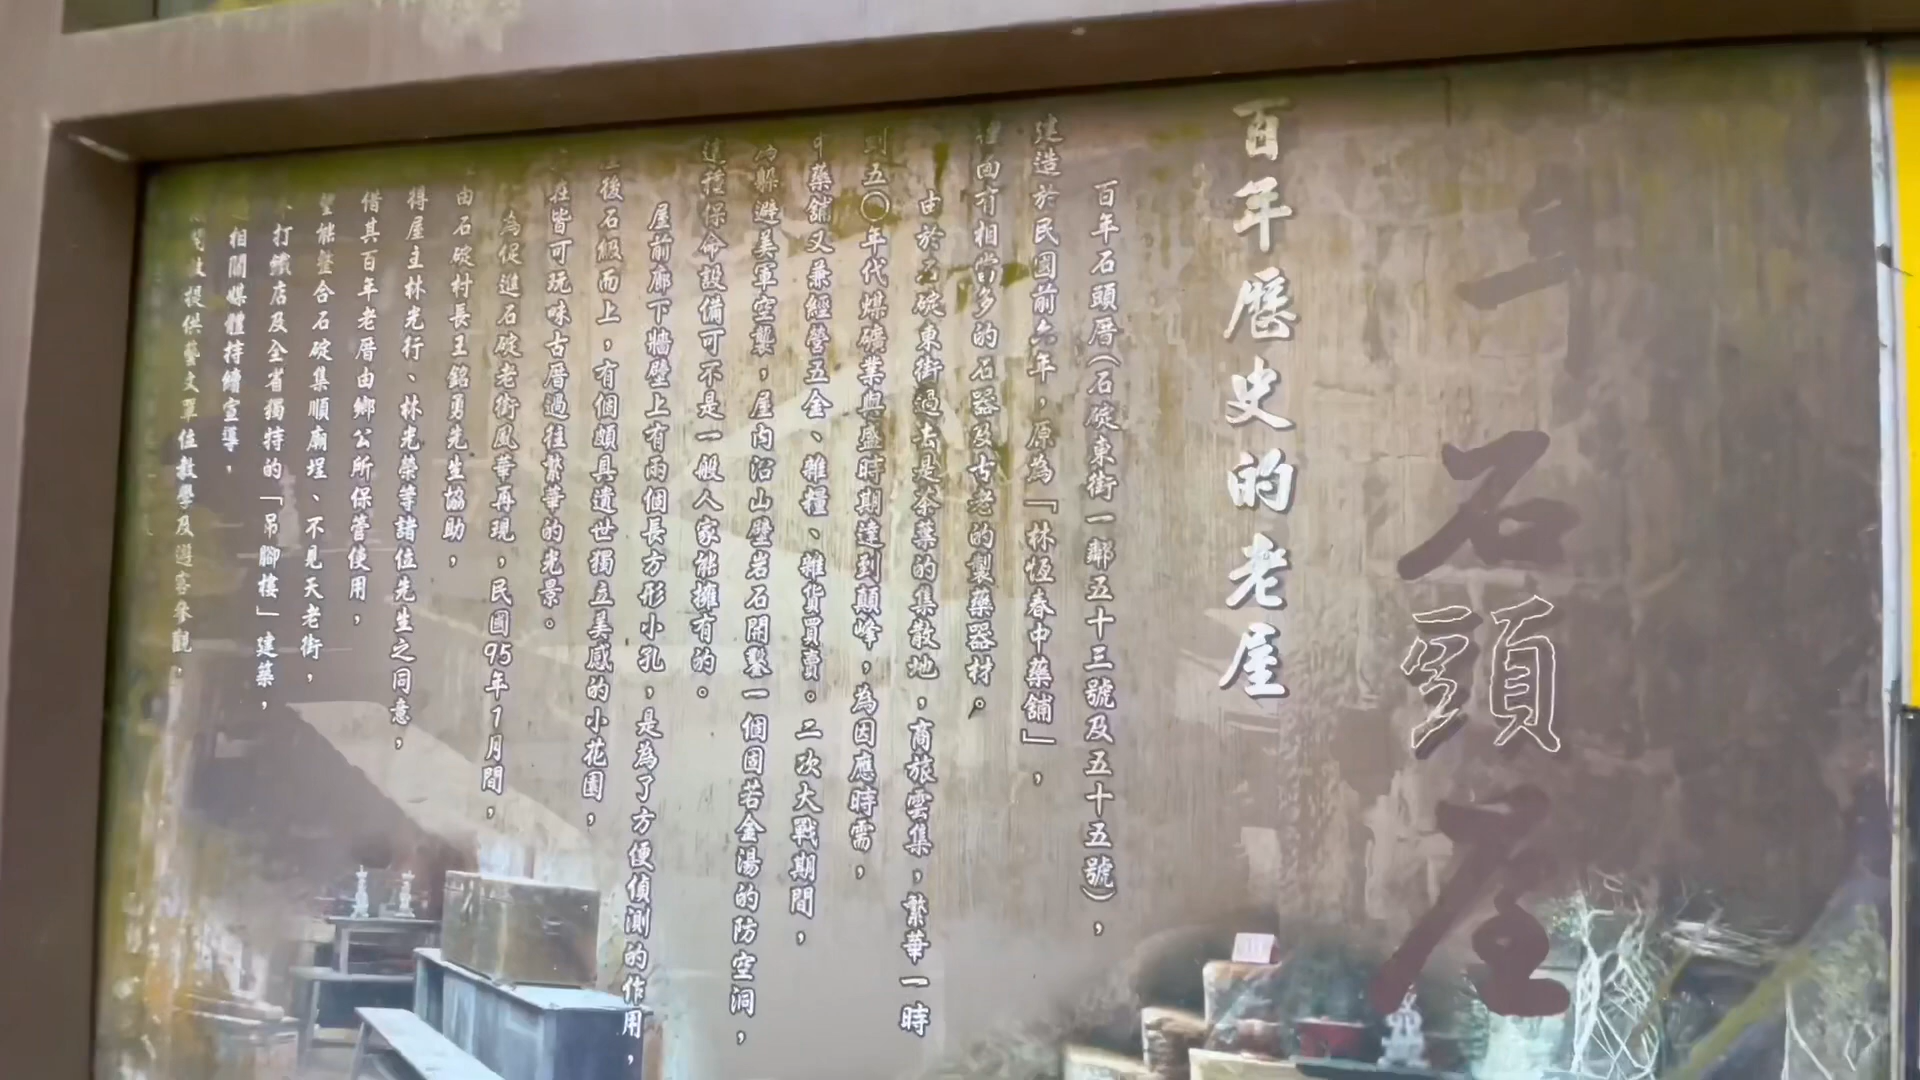 年石頭厝
百年歷史的老屋
百年石頭厝（石碇東街一鄰五十三號及五十五號），
建造於民國前六年，原為「林恆春中藥舖」，
裡面有相當多的石器及古老的製藥器材。
由於石碇東街過去是茶葉的集散地，商旅雲集，繁華一時
到五〇年代煤礦業興盛時期達到顛峰，為因應時需，
中藥舖又兼經營五金、雜糧、雜貨買賣。二次大戰期間，
防躲避美軍空襲，屋內沿山壁岩石開鑿一個固若金湯的防空洞，
這種保命設備可不是一般人家能擁有的。
屋前廊下牆壁上有兩個長方形小孔，是為了方便偵測的作用，
後石級而上，有個頗具遺世獨立美感的小花園，
在皆可玩味古厝過往繁華的光景。
為促進石碇老街風華再現，民國95年1月間，
由石碇村長王銘勇先生協助，
得屋主林光行、林光榮等諸位先生之同意，
借其百年老厝由鄉公所保管使用，
望能整合石碇集順廟埕、不見天老街，
打鐵店及全省獨特的「吊腳樓」建築，
相關媒體持續宣導，
提供藝文單位教學及遊客參觀，